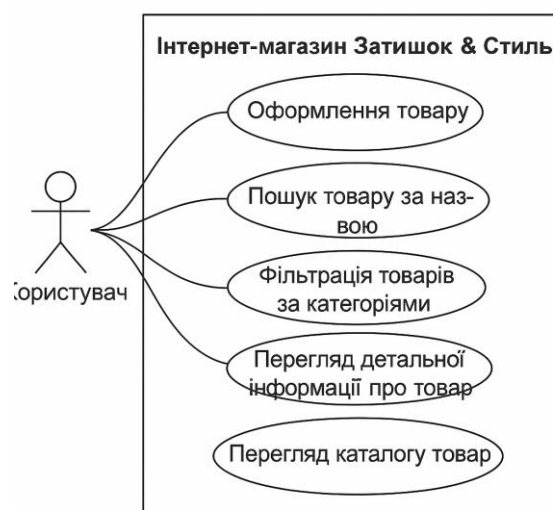 Інтернет-магазин Затишок & Стиль
Оформлення товару
Пошук товару за наз-
вою
Фільтрація товарів
за категоріями
Користувач
Перегляд детальної
інформації про товар
Перегляд каталогу товар